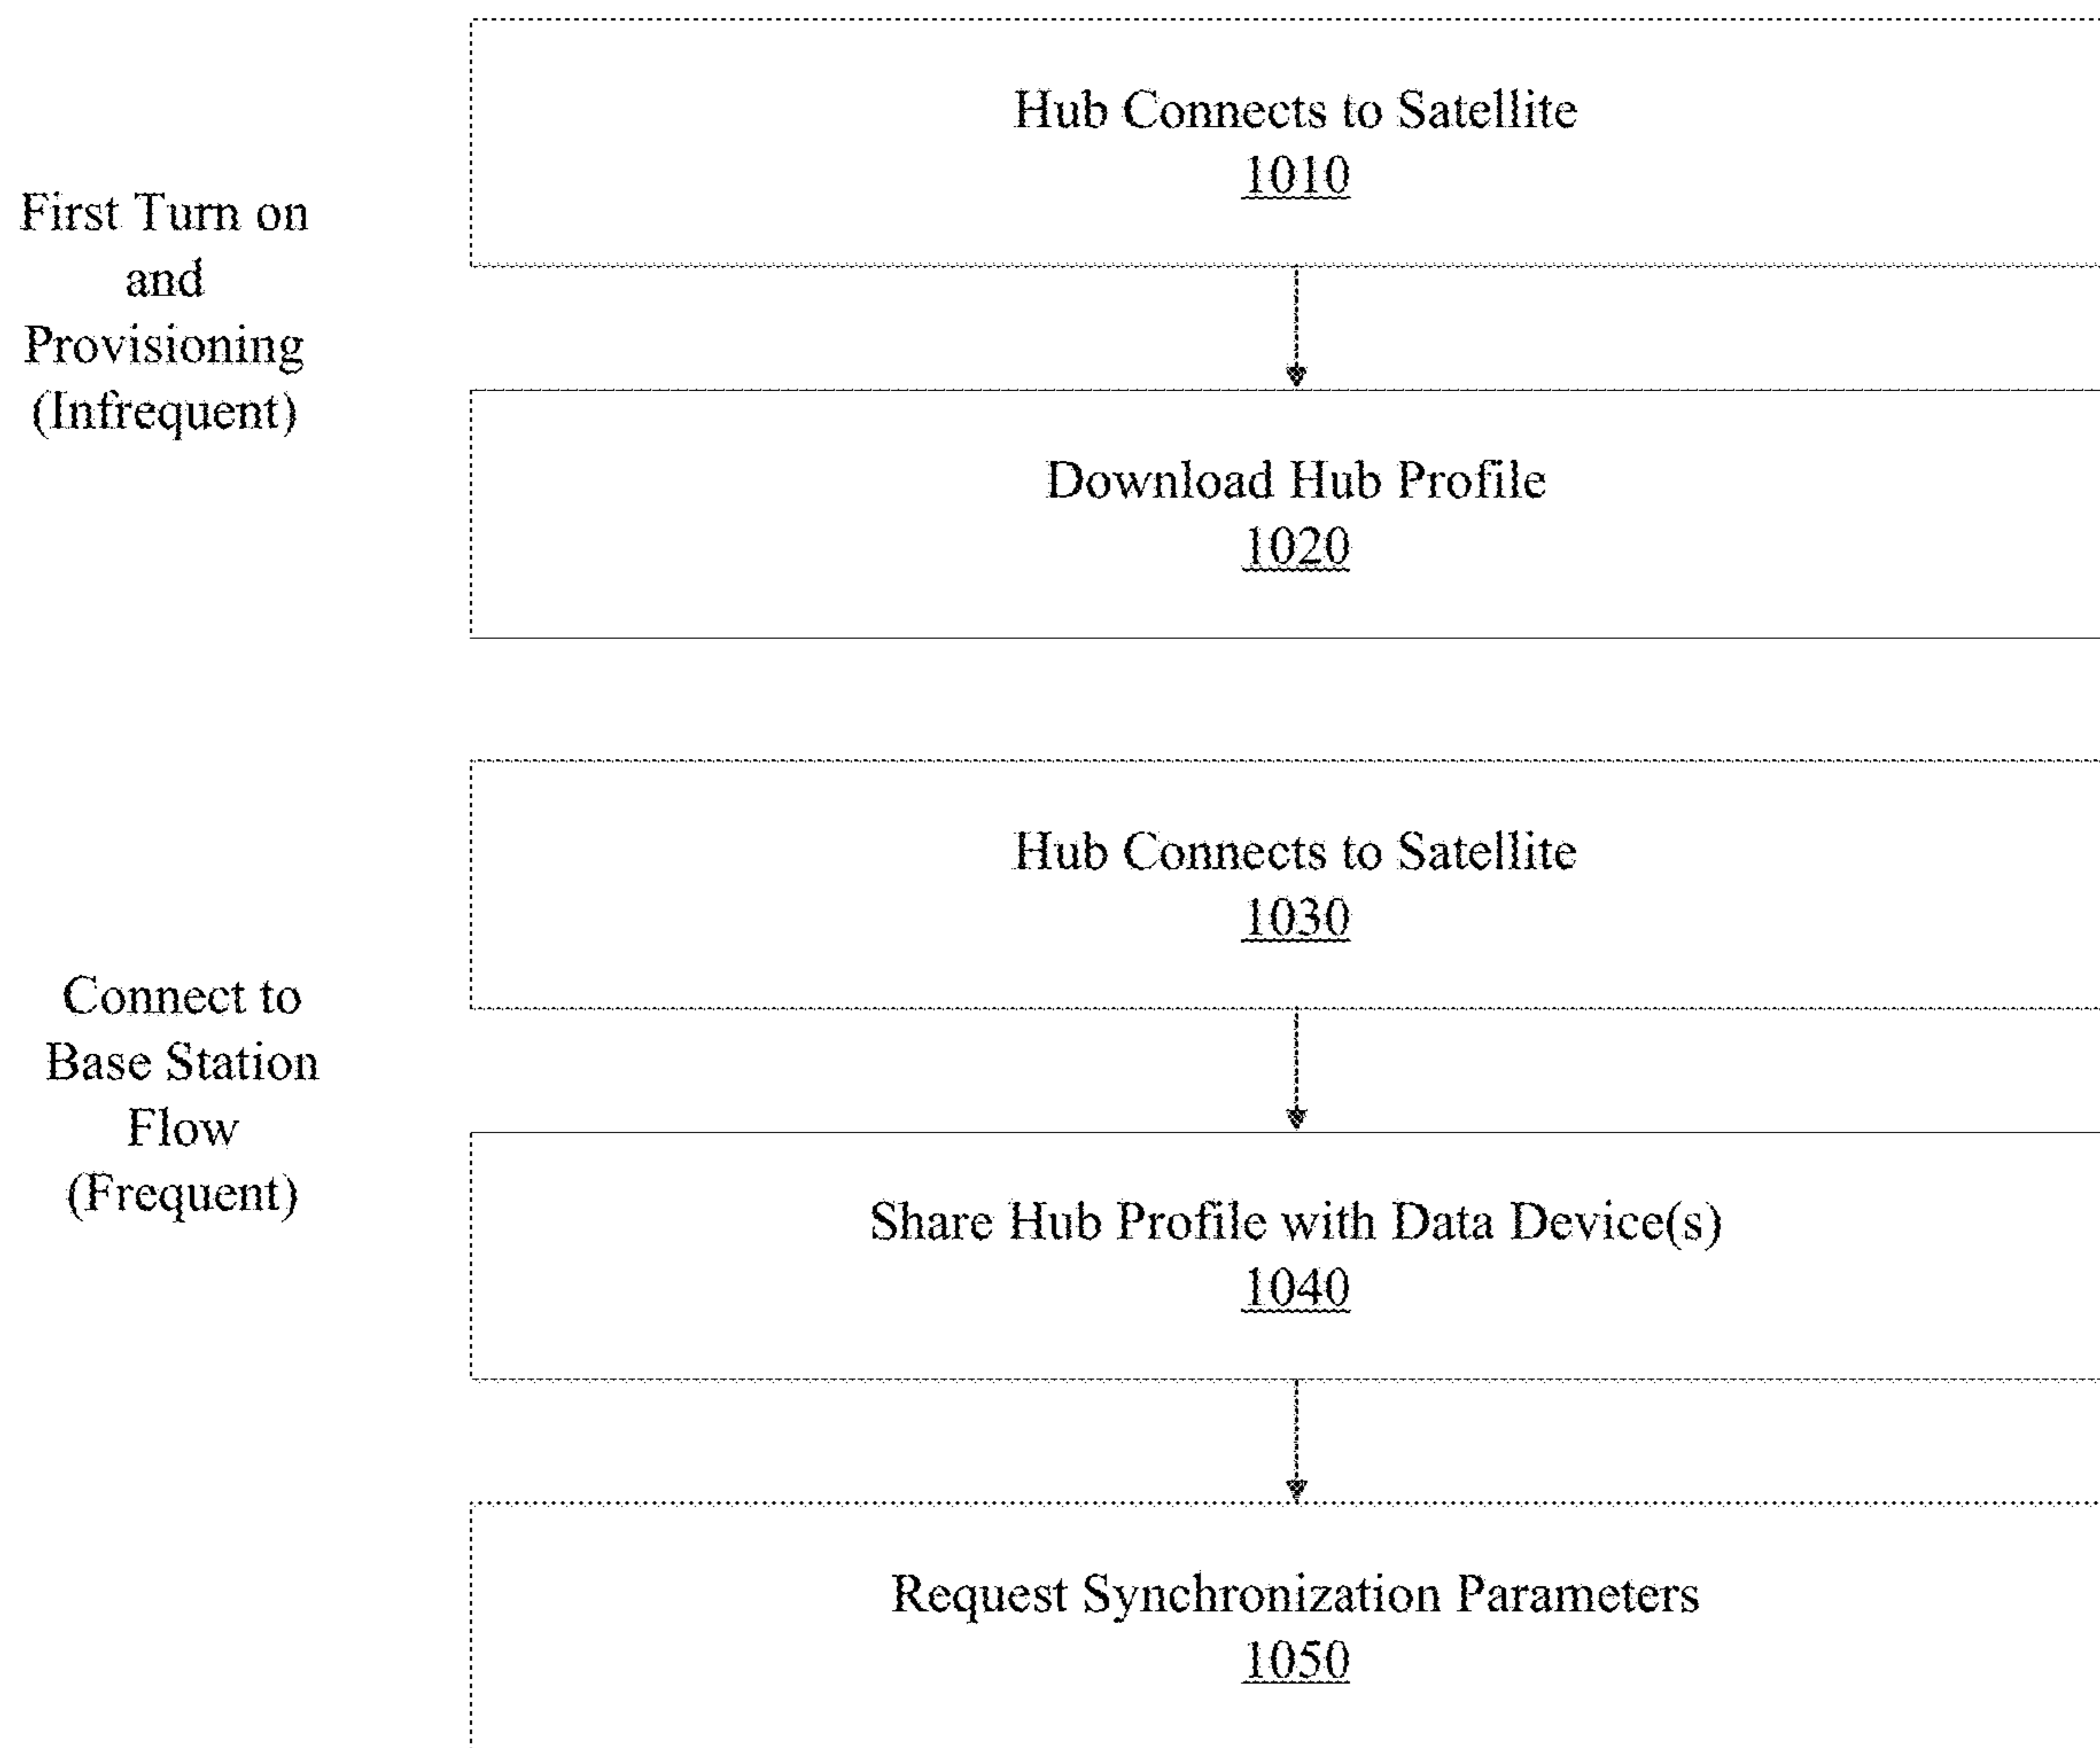 First Turn on
and
Provisioning
(Infrequent)
Hub Connects to Satellite
1010
Download Hub Profile
1020
Connect to
Base Station
Flow
(Frequent)
Hub Connects to Satellite
1030
Share Hub Profile with Data Device(s)
1040
Request Synchronization Parameters
1050